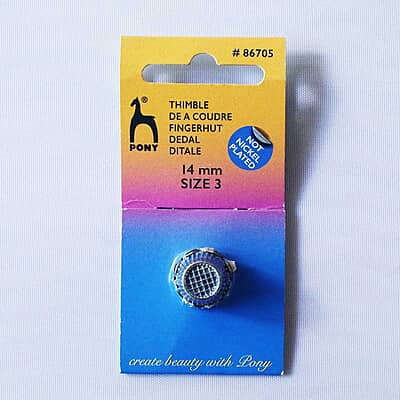 # 86705
®
PONY
THIMBLE
DE A COUDRE
FINGERHUT
DEDAL
DITALE
NOT
NICKEL
PLATED
14 mm
SIZE 3
create beauty with Pony